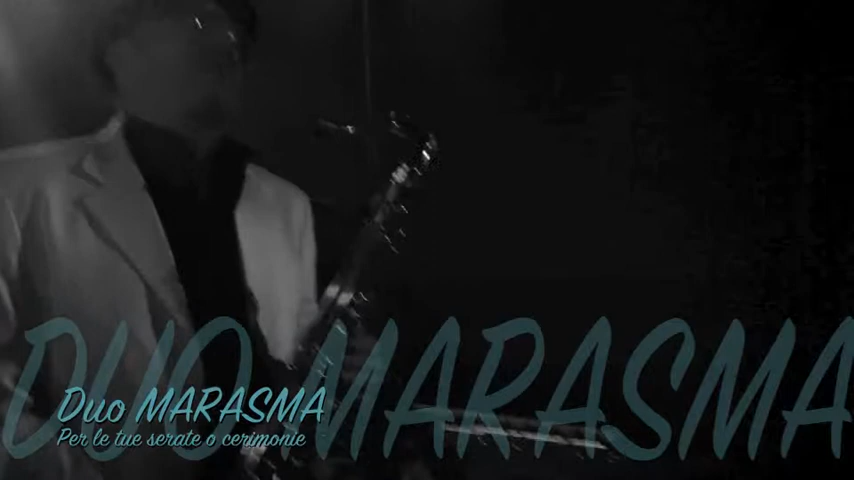 DUO MARASMA
Duo MARASMA
Per le tue serate o cerimonie